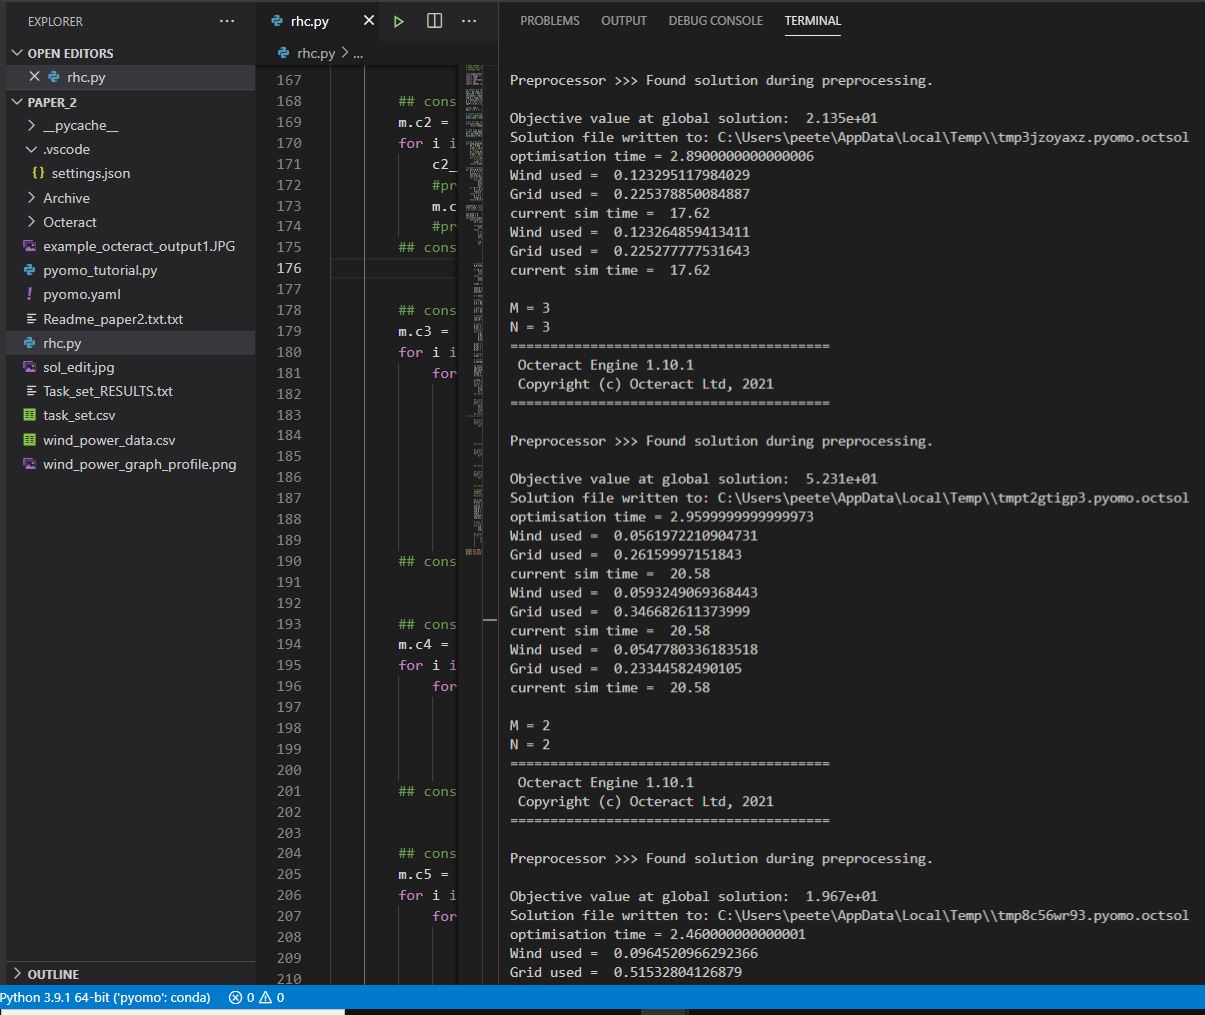 EXPLORER
···
OPEN EDITORS
rhc.py
PAPER_2
__pycache__
.vscode
{} settings.json
Archive
Octeract
example_octeract_output1.JPG
pyomo_tutorial.py
! pyomo.yaml
Readme_paper2.txt.txt
rhc.py
sol_edit.jpg
Task_set_RESULTS.txt
task_set.csv
wind_power_data.csv
wind_power_graph_profile.png
OUTLINE
rhc.py
···
rhc.py > ...
167
168 ## cons
169 m.c2 =
170 for i i
171 c2_
172 #pr
173 m.c
174 #pr
175 ## cons
176
177
178 ## cons
179 m.c3 =
180 for i i
181 for
182
183
184
185
186
187
188
189
190 ## cons
191
192
193 ## cons
194 m.c4 =
195 for i i
196 for
197
198
199
200
201 ## cons
202
203
204 ## cons
205 m.c5 =
206 for i i
207 for
208
209
210
PROBLEMS OUTPUT DEBUG CONSOLE TERMINAL
Preprocessor >>> Found solution during preprocessing.
Objective value at global solution: 2.135e+01
Solution file written to: C:\Users\peete\AppData\Local\Temp\\tmp3jzoyaxz.pyomo.octsol
optimisation time = 2.8900000000000006
Wind used = 0.123295117984029
Grid used = 0.225378850084887
current sim time = 17.62
Wind used = 0.123264859413411
Grid used = 0.225277777531643
current sim time = 17.62
M = 3
N = 3
========================================
Octeract Engine 1.10.1
Copyright (c) Octeract Ltd, 2021
========================================
Preprocessor >>> Found solution during preprocessing.
Objective value at global solution: 5.231e+01
Solution file written to: C:\Users\peete\AppData\Local\Temp\\tmpt2gtigp3.pyomo.octsol
optimisation time = 2.9599999999999973
Wind used = 0.0561972210904731
Grid used = 0.26159997151843
current sim time = 20.58
Wind used = 0.0593249069368443
Grid used = 0.346682611373999
current sim time = 20.58
Wind used = 0.0547780336183518
Grid used = 0.23344582490105
current sim time = 20.58
M = 2
N = 2
========================================
Octeract Engine 1.10.1
Copyright (c) Octeract Ltd, 2021
========================================
Preprocessor >>> Found solution during preprocessing.
Objective value at global solution: 1.967e+01
Solution file written to: C:\Users\peete\AppData\Local\Temp\\tmp8c56wr93.pyomo.octsol
optimisation time = 2.460000000000001
Wind used = 0.0964520966292366
Grid used = 0.51532804126879
Python 3.9.1 64-bit ('pyomo': conda) 0 0